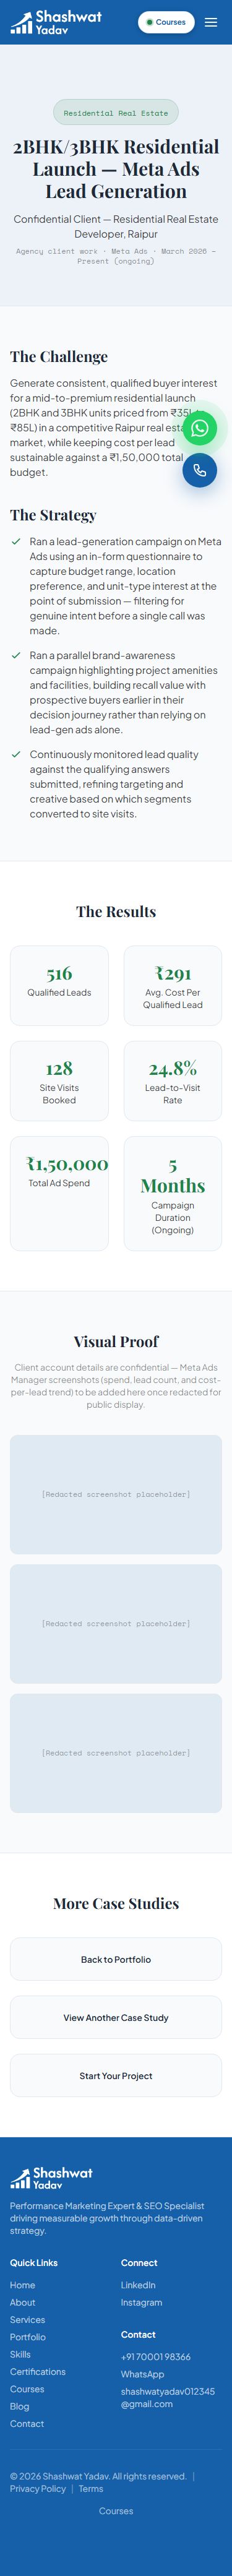 Shashwat
Yadav
Courses
Residential Real Estate
2BHK/3BHK Residential
Launch — Meta Ads
Lead Generation
Confidential Client — Residential Real Estate
Developer, Raipur
Agency client work · Meta Ads · March 2026 –
Present (ongoing)
The Challenge
Generate consistent, qualified buyer interest
for a mid-to-premium residential launch
(2BHK and 3BHK units priced from ₹35L
₹85L) in a competitive Raipur real
market, while keeping cost per lead
sustainable against a ₹1,50,000 total
budget.
The Strategy
Ran a lead-generation campaign on Meta
Ads using an in-form questionnaire to
capture budget range, location
preference, and unit-type interest at the
point of submission — filtering for
genuine intent before a single call was
made.
Ran a parallel brand-awareness
campaign highlighting project amenities
and facilities, building recall value with
prospective buyers earlier in their
decision journey rather than relying on
lead-gen ads alone.
Continuously monitored lead quality
against the qualifying answers
submitted, refining targeting and
creative based on which segments
converted to site visits.
The Results
516
Qualified Leads
₹291
Avg. Cost Per
Qualified Lead
128
Site Visits
Booked
24.8%
Lead-to-Visit
Rate
₹1,50,000
Total Ad Spend
5
Months
Campaign
Duration
(Ongoing)
Visual Proof
Client account details are confidential — Meta Ads
Manager screenshots (spend, lead count, and cost-
per-lead trend) to be added here once redacted for
public display.
[Redacted screenshot placeholder]
[Redacted screenshot placeholder]
[Redacted screenshot placeholder]
More Case Studies
Back to Portfolio
View Another Case Study
Start Your Project
Shashwat
Yadav
Performance Marketing Expert & SEO Specialist
driving measurable growth through data-driven
strategy.
Quick Links
Home
About
Services
Portfolio
Skills
Certifications
Courses
Blog
Contact
Connect
LinkedIn
Instagram
Contact
+91 70001 98366
WhatsApp
shashwatyadav012345
@gmail.com
© 2026 Shashwat Yadav. All rights reserved. |
Privacy Policy | Terms
Courses